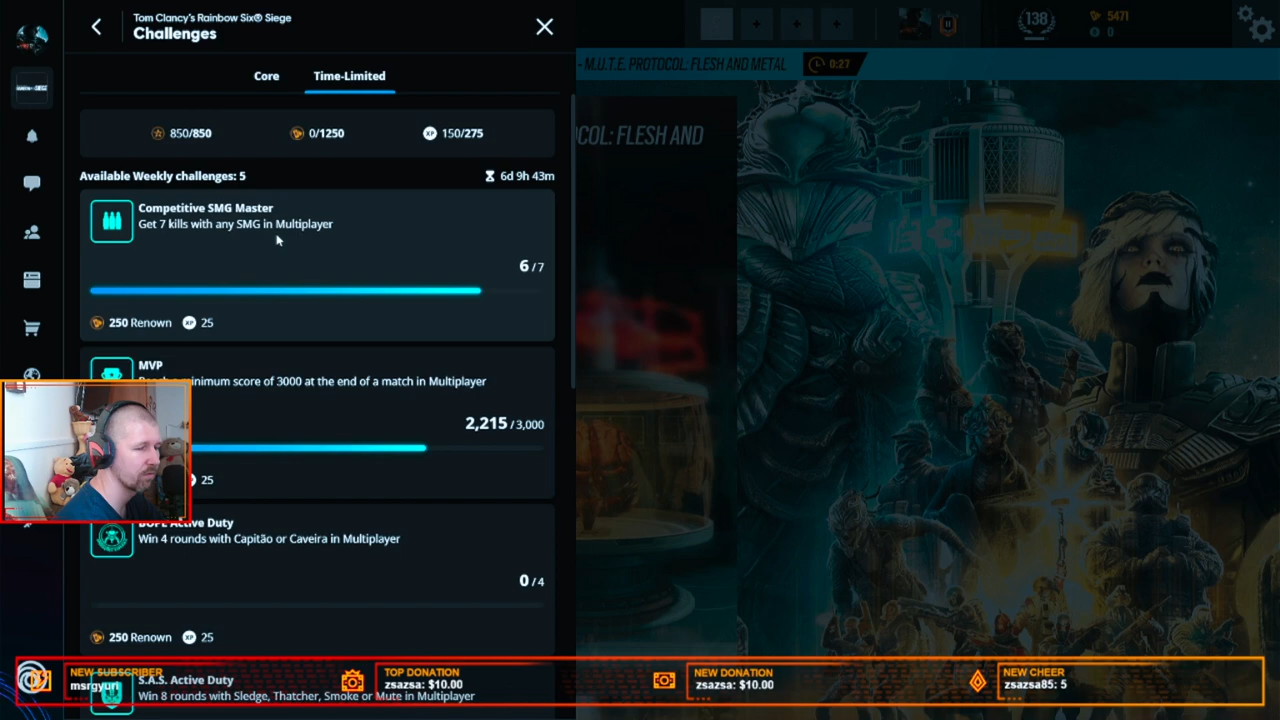 Tom Clancy's Rainbow Six® Siege
Challenges
138
5471
0
- M.U.T.E. PROTOCOL: FLESH AND METAL
0:27
Core
Time-Limited
COL: FLESH AND
850/850
0/1250
XP 150/275
Available Weekly challenges: 5
6d 9h 43m
Competitive SMG Master
Get 7 kills with any SMG in Multiplayer
6/7
250 Renown
XP 25
MVP
minimum score of 3000 at the end of a match in Multiplayer
2,215/3,000
25
BOPE Active Duty
Win 4 rounds with Capitão or Caveira in Multiplayer
0/4
250 Renown
XP 25
NEW SUBSCRIBER
msrgyuri
S.A.S. Active Duty
Win 8 rounds with Sledge, Thatcher, Smoke or Mute in Multiplayer
TOP DONATION
zsazsa: $10.00
NEW DONATION
zsazsa: $10.00
NEW CHEER
zsazsa85: 5